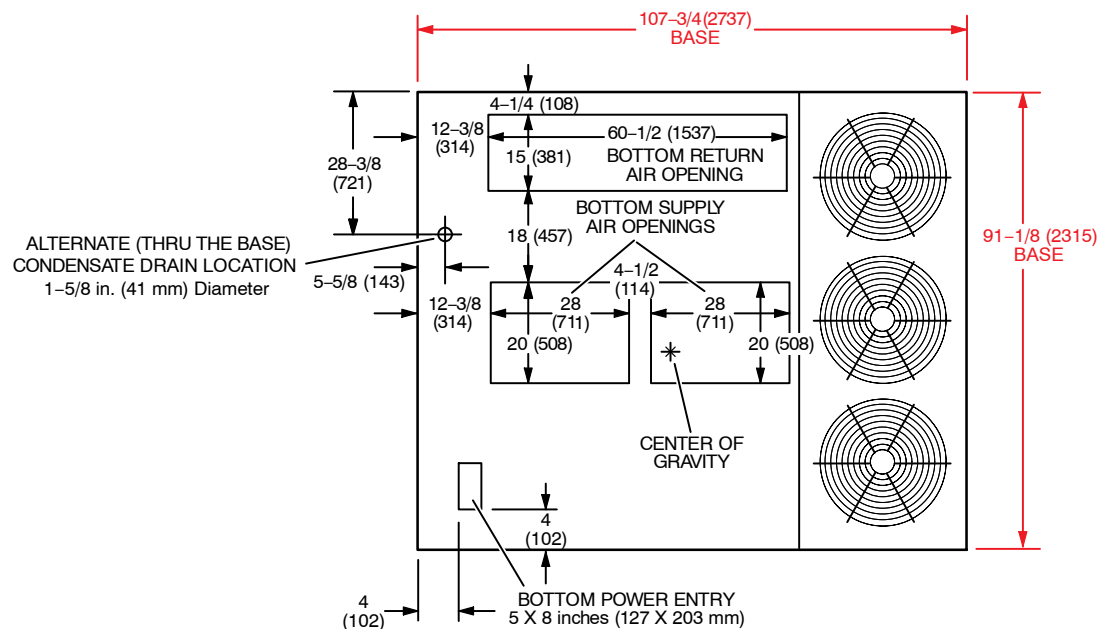 107–3/4(2737)
BASE
4–1/4 (108)
12–3/8
(314)
60–1/2 (1537)
15 (381)
BOTTOM RETURN
AIR OPENING
28–3/8
(721)
BOTTOM SUPPLY
AIR OPENINGS
18 (457)
91–1/8 (2315)
BASE
ALTERNATE (THRU THE BASE)
CONDENSATE DRAIN LOCATION
1–5/8 in. (41 mm) Diameter
5–5/8 (143)
4–1/2
(114)
12–3/8
(314)
28
(711)
28
(711)
20 (508)
20 (508)
CENTER OF
GRAVITY
4
(102)
4
(102)
BOTTOM POWER ENTRY
5 X 8 inches (127 X 203 mm)